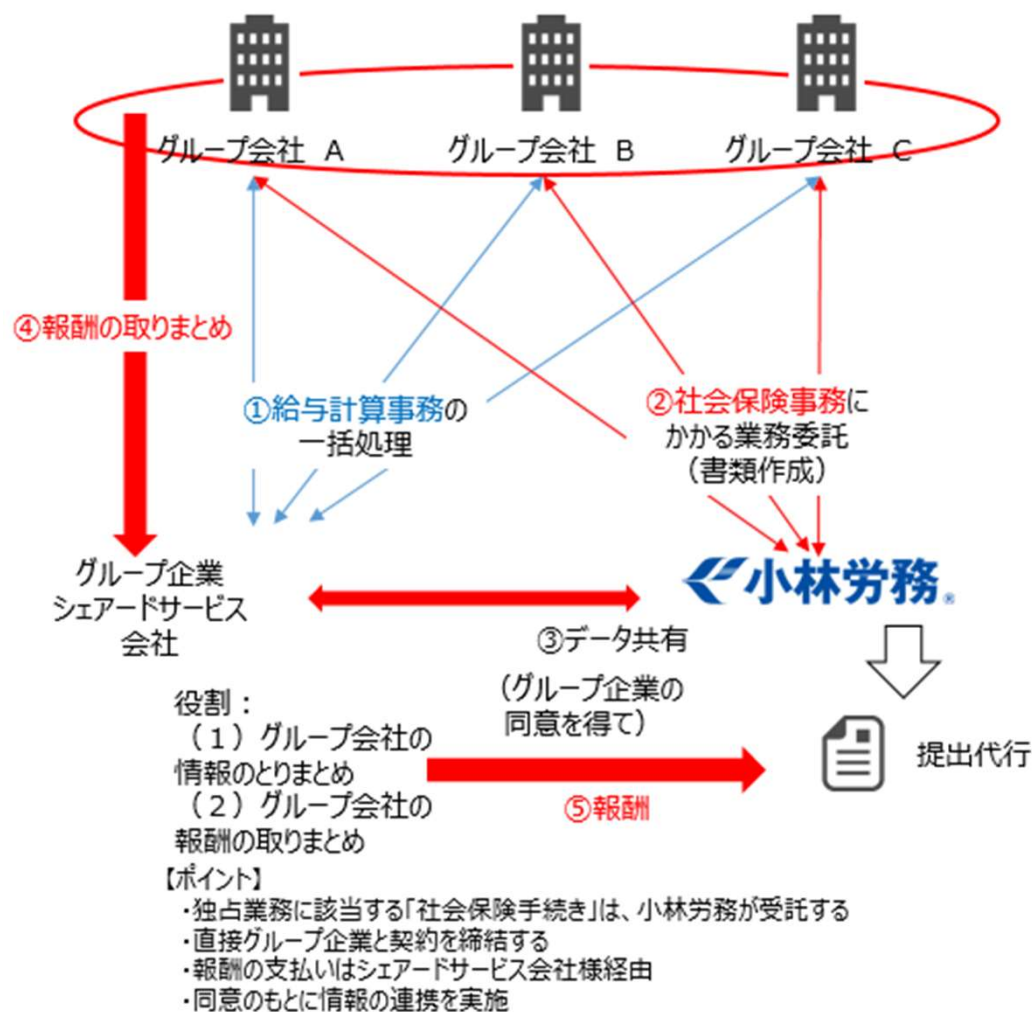 グループ会社 A
グループ会社 B
グループ会社 C
④報酬の取りまとめ
①給与計算事務の
一括処理
②社会保険事務に
かかる業務委託
（書類作成）
グループ企業
シェアードサービス
会社
小林労務®
③データ共有
（グループ企業の
同意を得て）
役割：
（１）グループ会社の
情報のとりまとめ
（２）グループ会社の
報酬の取りまとめ
⑤報酬
提出代行
【ポイント】
・独占業務に該当する「社会保険手続き」は、小林労務が受託する
・直接グループ企業と契約を締結する
・報酬の支払いはシェアードサービス会社様経由
・同意のもとに情報の連携を実施